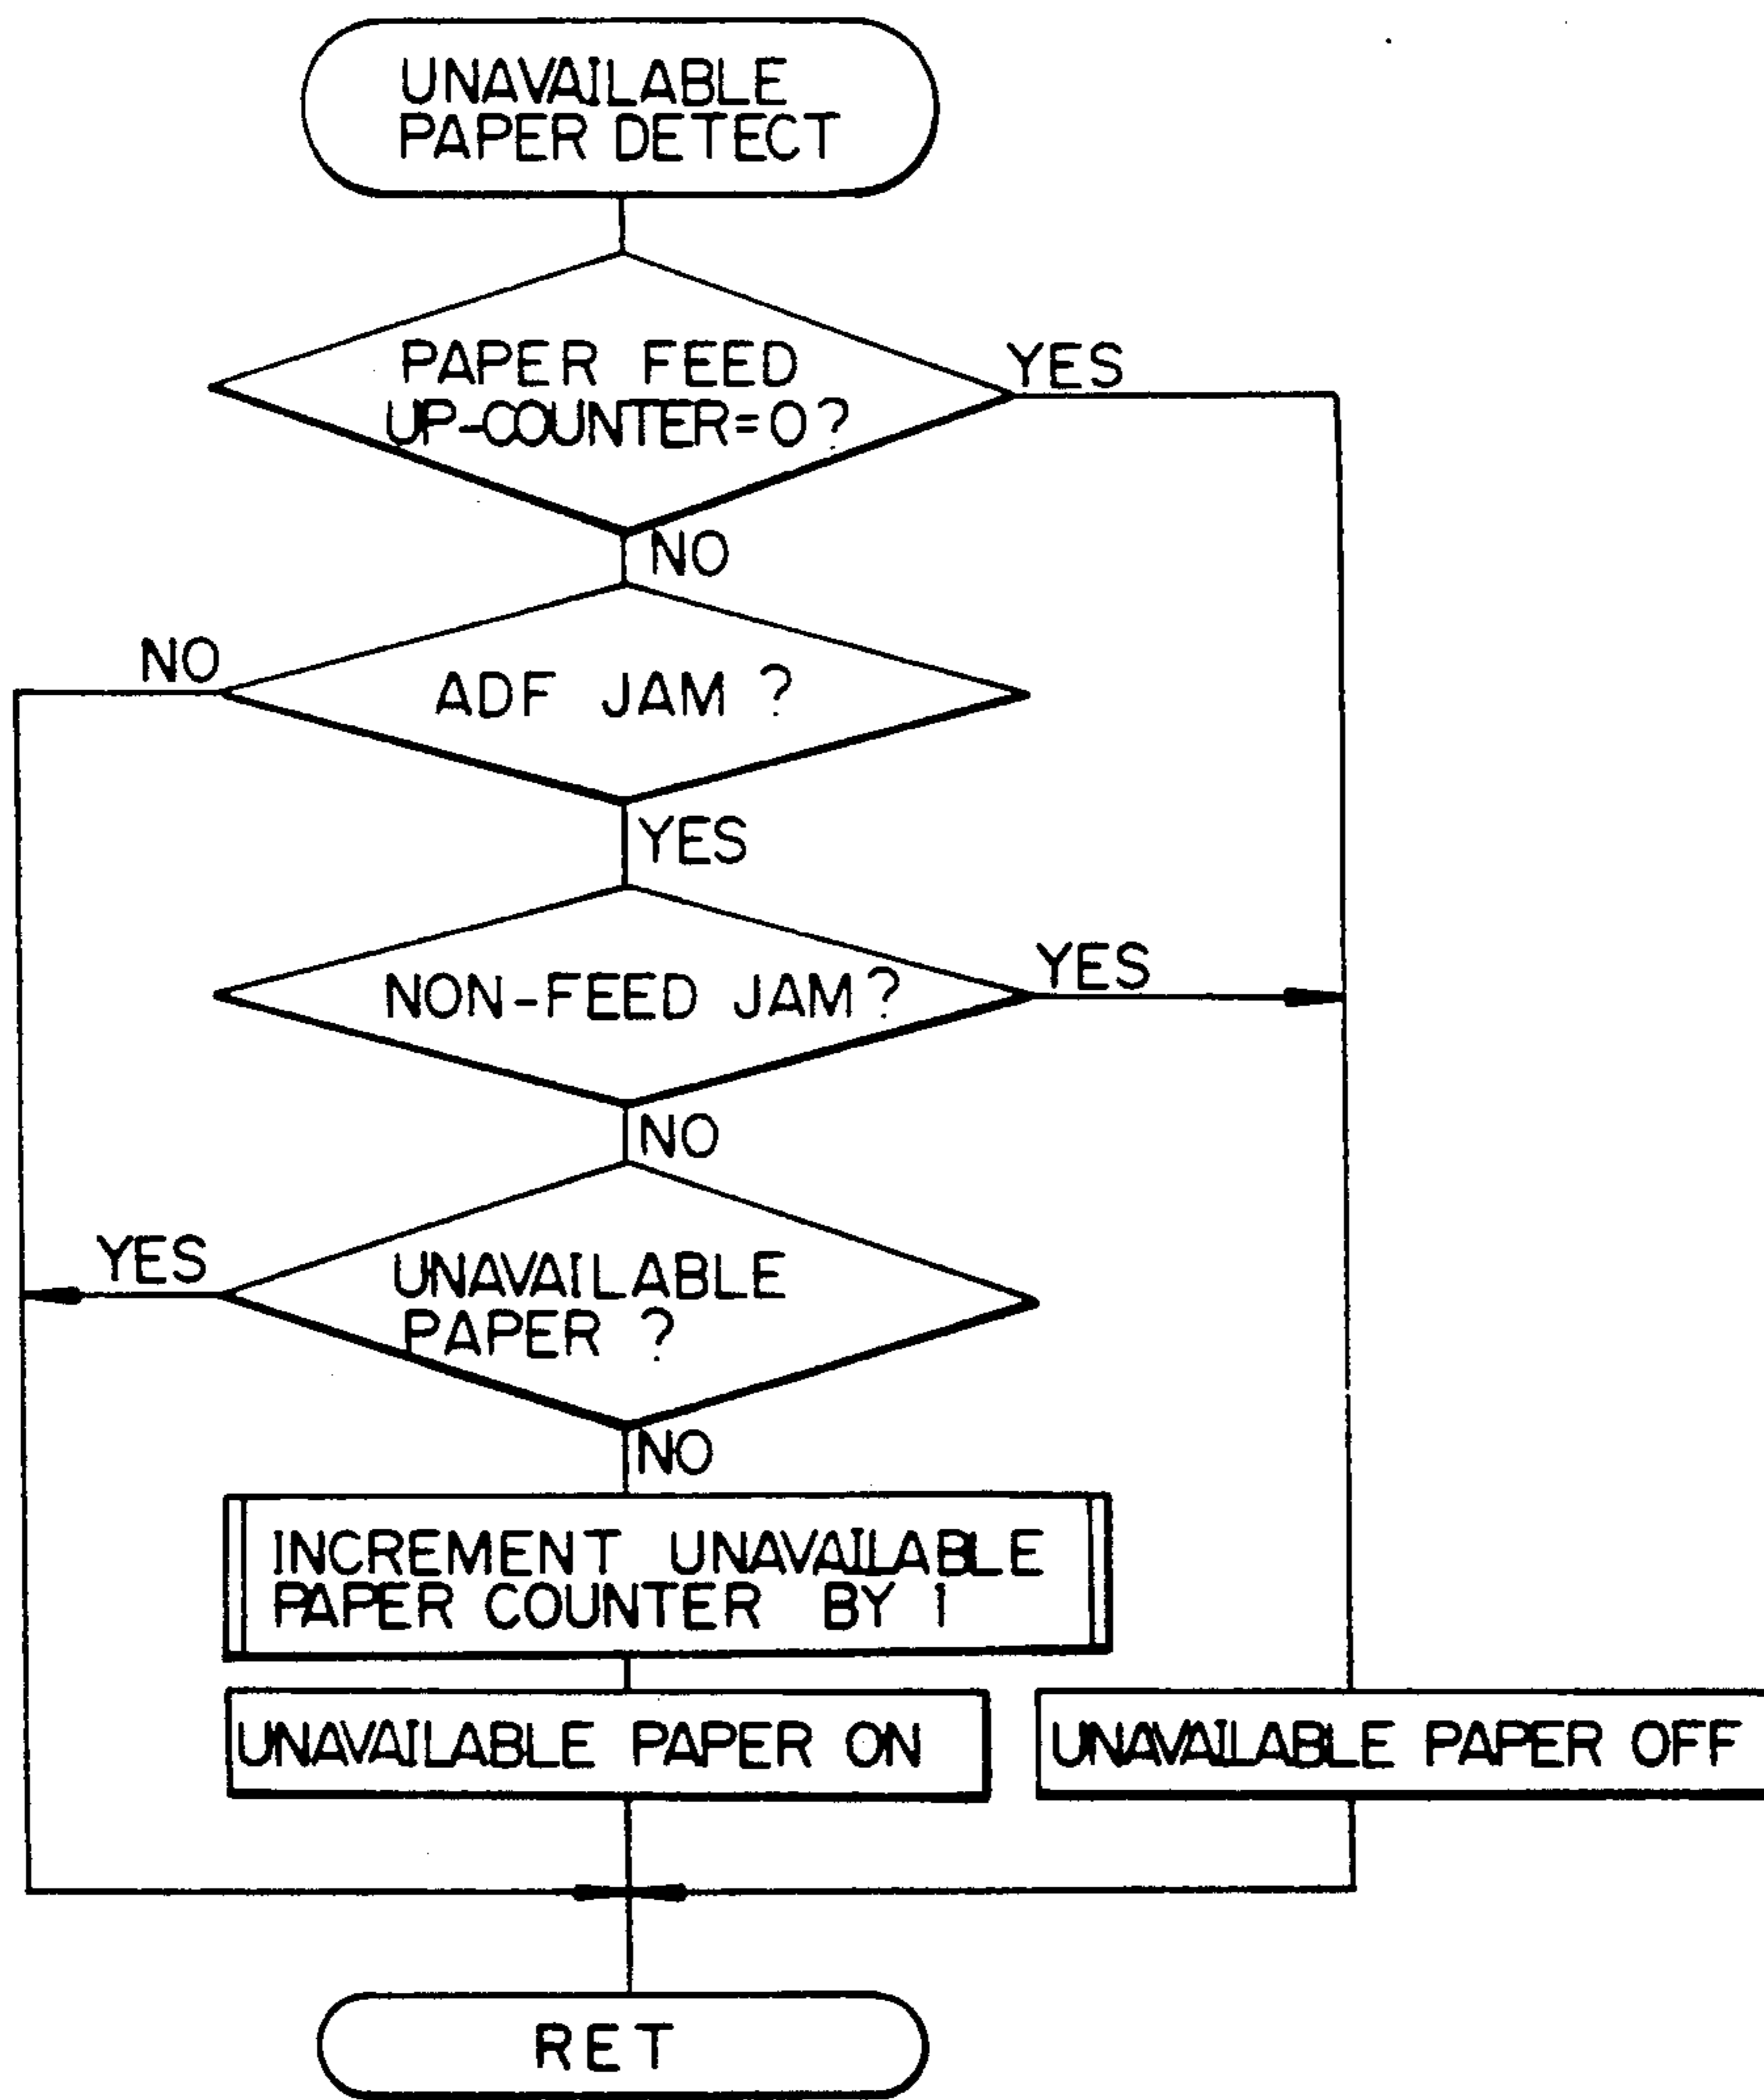 UNAVAILABLE
PAPER DETECT
PAPER FEED
UP-COUNTER=0?
YES
NO
NO
ADF JAM ?
YES
NON-FEED JAM?
YES
NO
YES
UNAVAILABLE
PAPER ?
NO
INCREMENT UNAVAILABLE
PAPER COUNTER BY 1
UNAVAILABLE PAPER ON
UNAVAILABLE PAPER OFF
RET